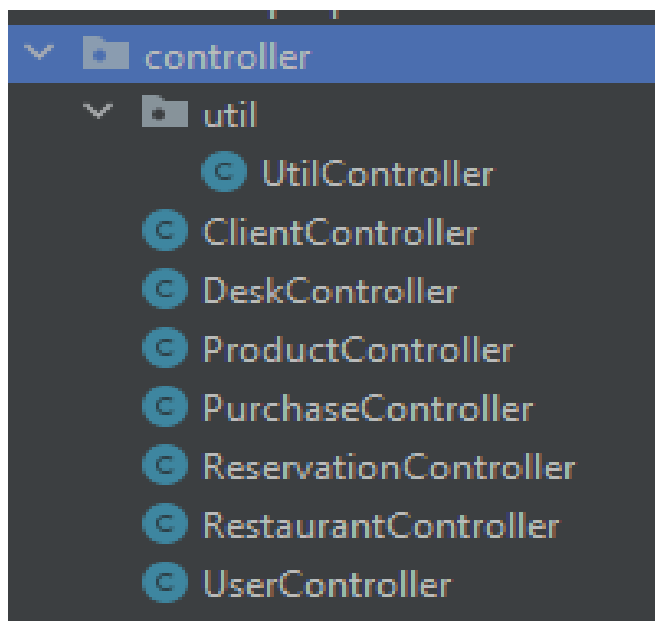 controller
util
UtilController
ClientController
DeskController
ProductController
PurchaseController
ReservationController
RestaurantController
UserController